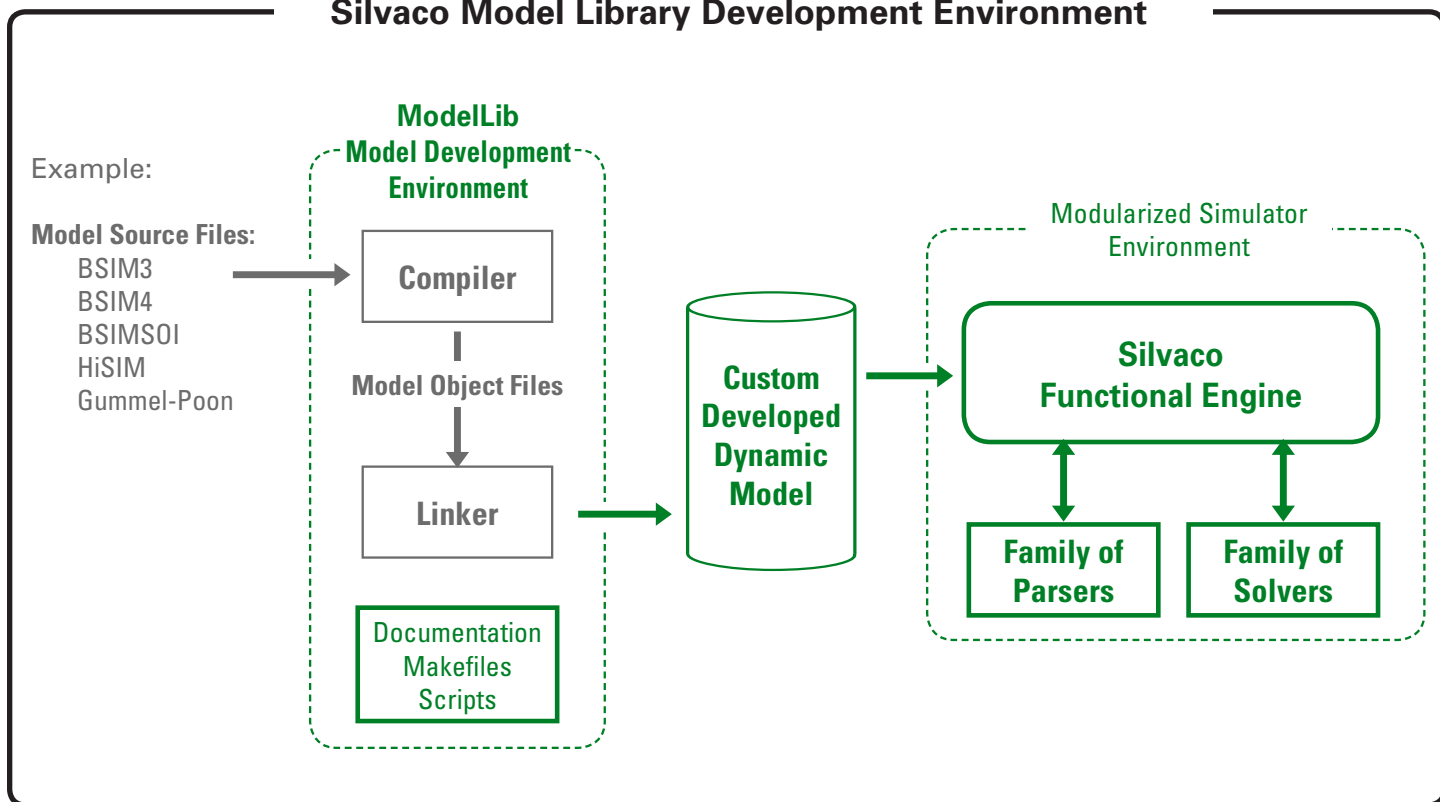 Silvaco Model Library Development Environment
Example:
Model Source Files:
BSIM3
BSIM4
BSIMSOI
HiSIM
Gummel-Poon
ModelLib
Model Development
Environment
Compiler
Model Object Files
Linker
Documentation
Makefiles
Scripts
Custom
Developed
Dynamic
Model
Modularized Simulator
Environment
Silvaco
Functional Engine
Family of
Parsers
Family of
Solvers